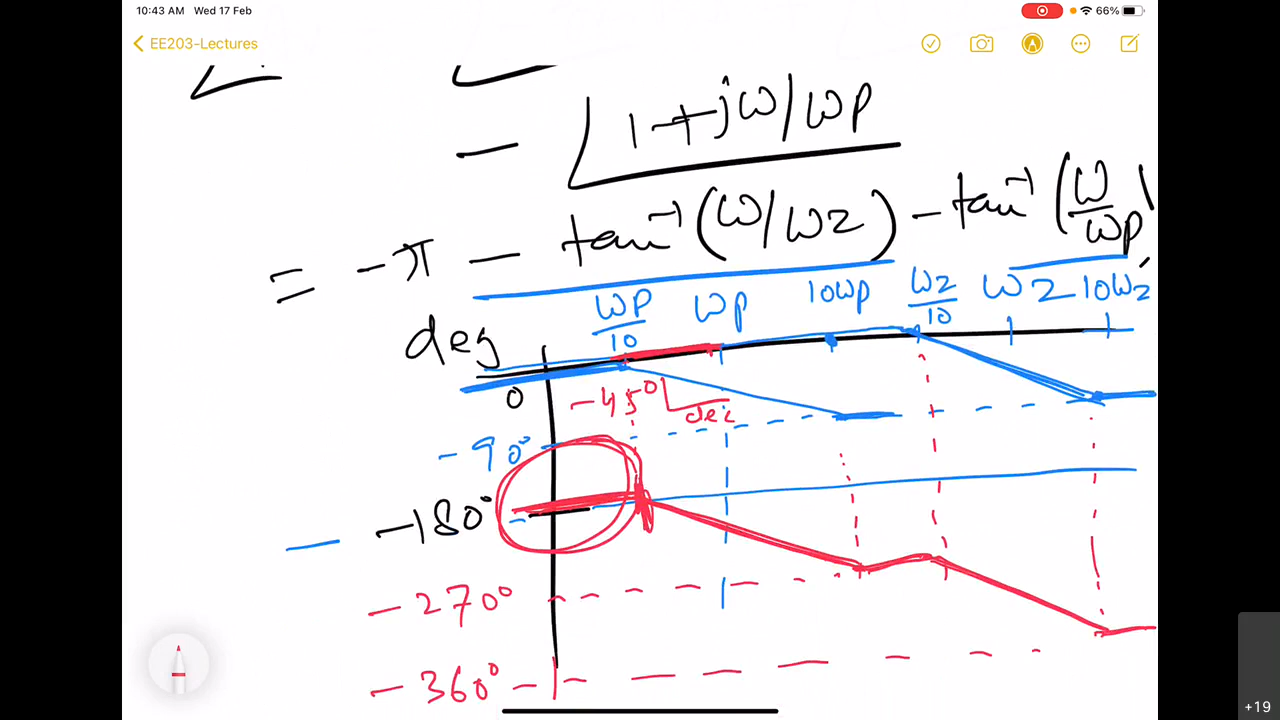 10:43 AM Wed 17 Feb
66%
EE203-Lectures
− ∠1+jω/ωp
= −π − tan⁻¹(ω/ωz) − tan⁻¹(ω/ωp)
deg
ωp/10 ωp 10ωp ωz/10 ωz 10ωz
0
−45°/dec
−90°
−180°
−270°
−360°
+19